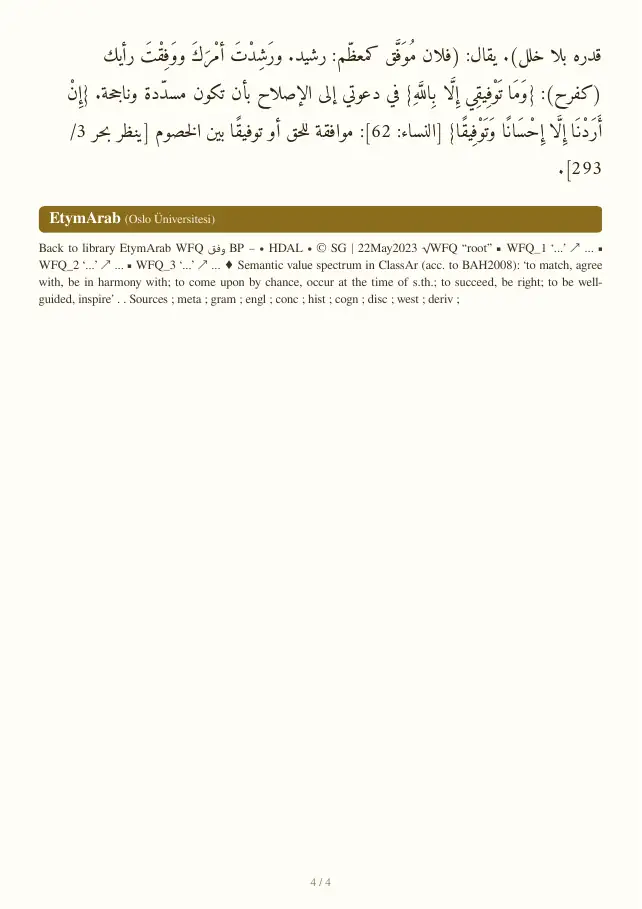 قدره بلا خلل). يقال: (فلان مُوَفَّق كمعظّم: رشيد. ورَشِدْتَ أمْرَكَ ووَفِقْتَ رأيك
(كفرح): {وَمَا تَوْفِيقِي إِلَّا بِاللَّهِ} في دعوتي إلى الإصلاح بأن تكون مسدّدة وناجحة. {إِنْ
أَرَدْنَا إِلَّا إِحْسَانًا وَتَوْفِيقًا} [النساء: 62]: موافقة للحق أو توفيقًا بين الخصوم [ينظر بحر 3/
293].
EtymArab (Oslo Üniversitesi)
Back to library EtymArab WFQ وفق BP – • HDAL • © SG | 22May2023 √WFQ “root” ▪ WFQ_1 ‘...’ ↗ ... ▪
WFQ_2 ‘...’ ↗ ... ▪ WFQ_3 ‘...’ ↗ ... ♦ Semantic value spectrum in ClassAr (acc. to BAH2008): ‘to match, agree
with, be in harmony with; to come upon by chance, occur at the time of s.th.; to succeed, be right; to be well-
guided, inspire’ . . Sources ; meta ; gram ; engl ; conc ; hist ; cogn ; disc ; west ; deriv ;
4 / 4